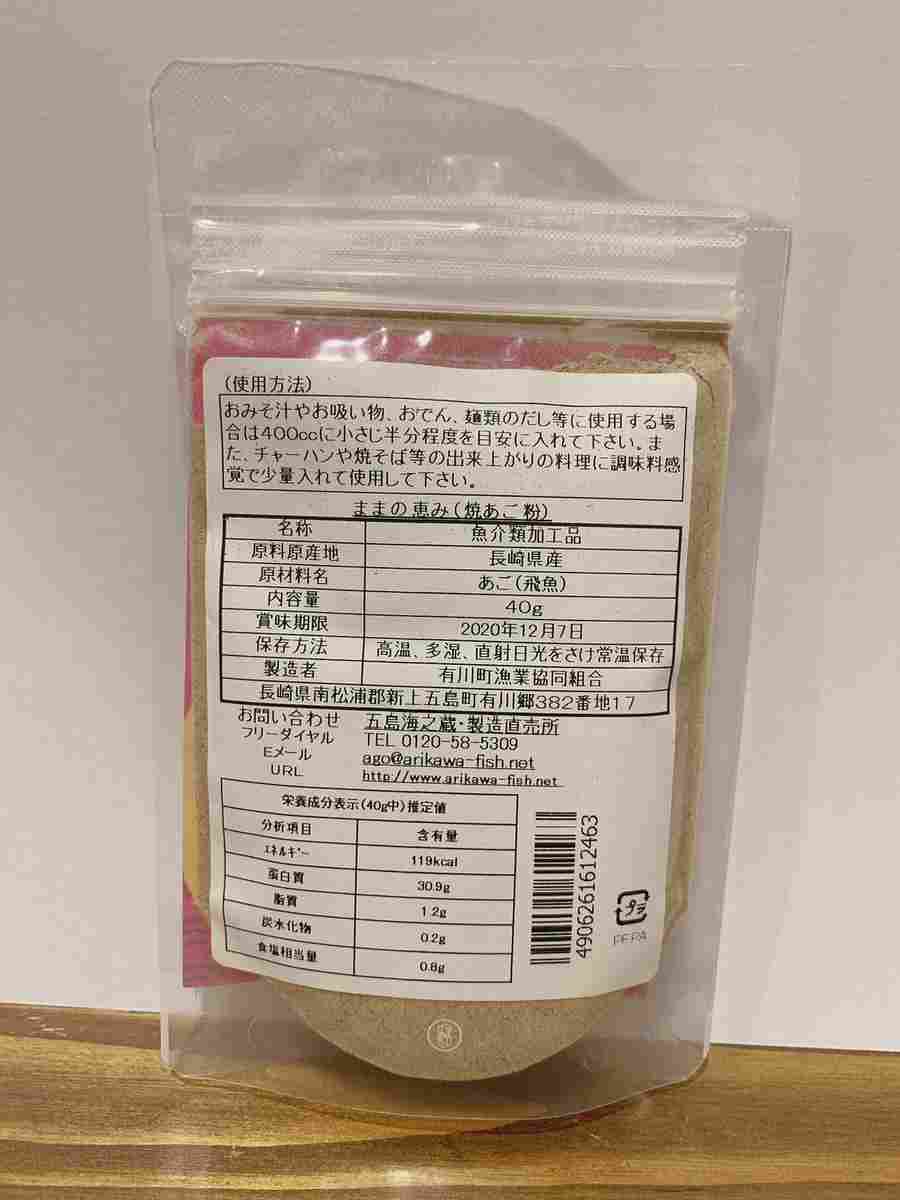 (使用方法)
おみそ汁やお吸い物、おでん、麺類のだし等に使用する場
合は400ccに小さじ半分程度を目安に入れて下さい。ま
た、チャーハンや焼そば等の出来上がりの料理に調味料感
覚で少量入れて使用して下さい。
ままの恵み(焼あご粉)
名称 魚介類加工品
原料原産地 長崎県産
原材料名 あご(飛魚)
内容量 40g
賞味期限 2020年12月7日
保存方法 高温、多湿、直射日光をさけ常温保存
製造者 有川町漁業協同組合
長崎県南松浦郡新上五島町有川郷382番地17
お問い合わせ 五島海之蔵・製造直売所
フリーダイヤル TEL 0120-58-5309
Eメール ago@arikawa-fish.net
URL http://www.arikawa-fish.net
栄養成分表示(40g中)推定値
分析項目 含有量
エネルギー 119kcal
蛋白質 30.9g
脂質 1.2g
炭水化物 0.2g
食塩相当量 0.8g
4906261612463
プラ
PE.PA